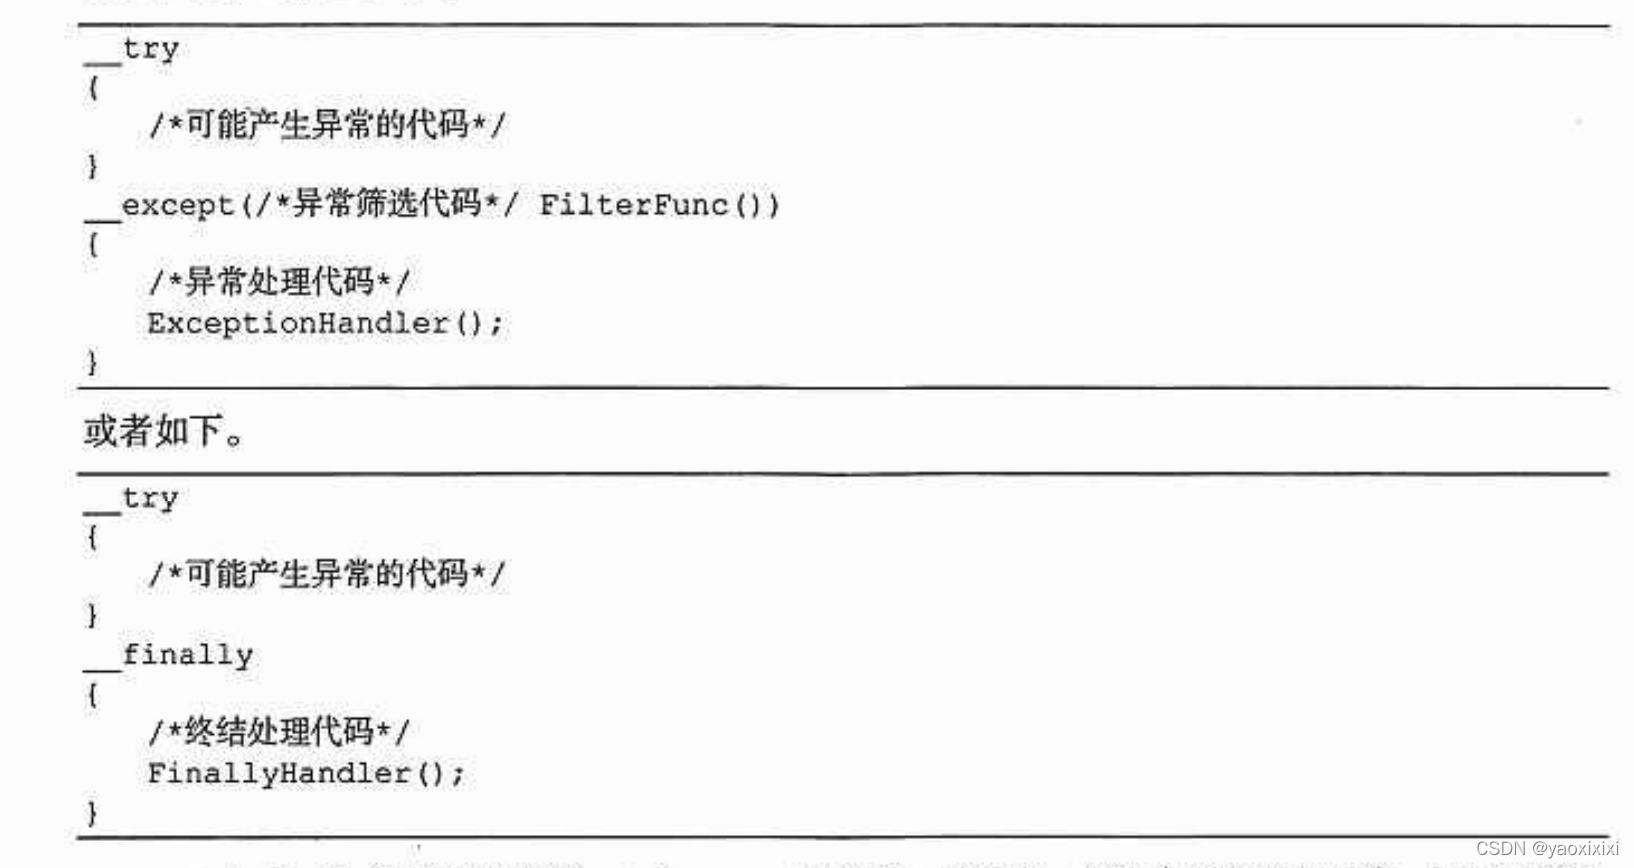 __try
{
/*可能产生异常的代码*/
}
__except(/*异常筛选代码*/ FilterFunc())
{
/*异常处理代码*/
ExceptionHandler();
}
或者如下。
__try
{
/*可能产生异常的代码*/
}
__finally
{
/*终结处理代码*/
FinallyHandler();
}
CSDN @yaoxixixi